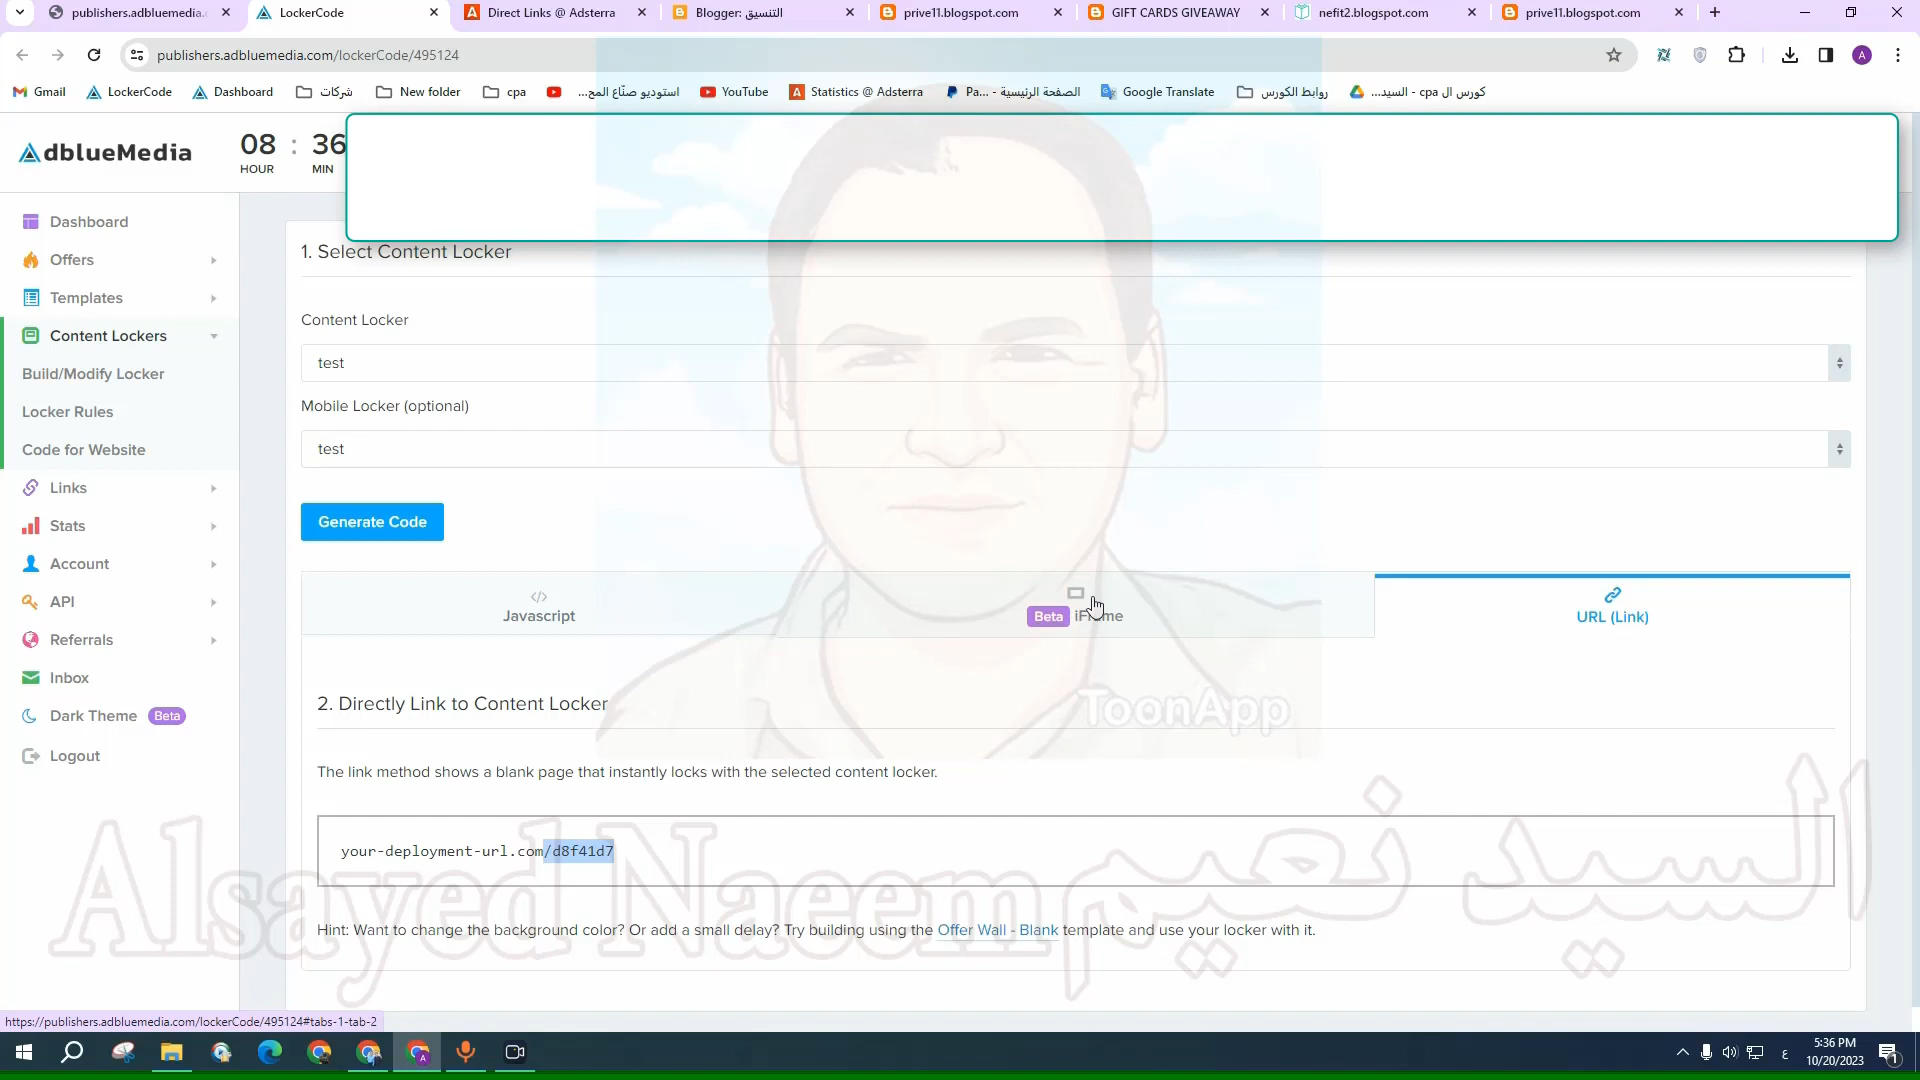 publishers.adbluemedia.
LockerCode
Direct Links @ Adsterra
Blogger: التنسيق
prive11.blogspot.com
GIFT CARDS GIVEAWAY
nefit2.blogspot.com
prive11.blogspot.com
publishers.adbluemedia.com/lockerCode/495124
A
Gmail
LockerCode
Dashboard
شركات
New folder
cpa
استوديو صنّاع المح...
YouTube
Statistics @ Adsterra
الصفحة الرئيسية - Pa...
Google Translate
روابط الكورس
كورس ال cpa - السيد...
AdblueMedia
08 : 36
HOUR MIN
Dashboard
Offers
Templates
Content Lockers
Build/Modify Locker
Locker Rules
Code for Website
Links
Stats
Account
API
Referrals
Inbox
Dark Theme Beta
Logout
1. Select Content Locker
Content Locker
test
Mobile Locker (optional)
test
Generate Code
Javascript
Beta iFrame
URL (Link)
2. Directly Link to Content Locker
ToonApp
The link method shows a blank page that instantly locks with the selected content locker.
your-deployment-url.com/d8f41d7
Alsayed Naeem السيد نعيم
Hint: Want to change the background color? Or add a small delay? Try building using the Offer Wall - Blank template and use your locker with it.
https://publishers.adbluemedia.com/lockerCode/495124#tabs-1-tab-2
ع
5:36 PM
10/20/2023
1